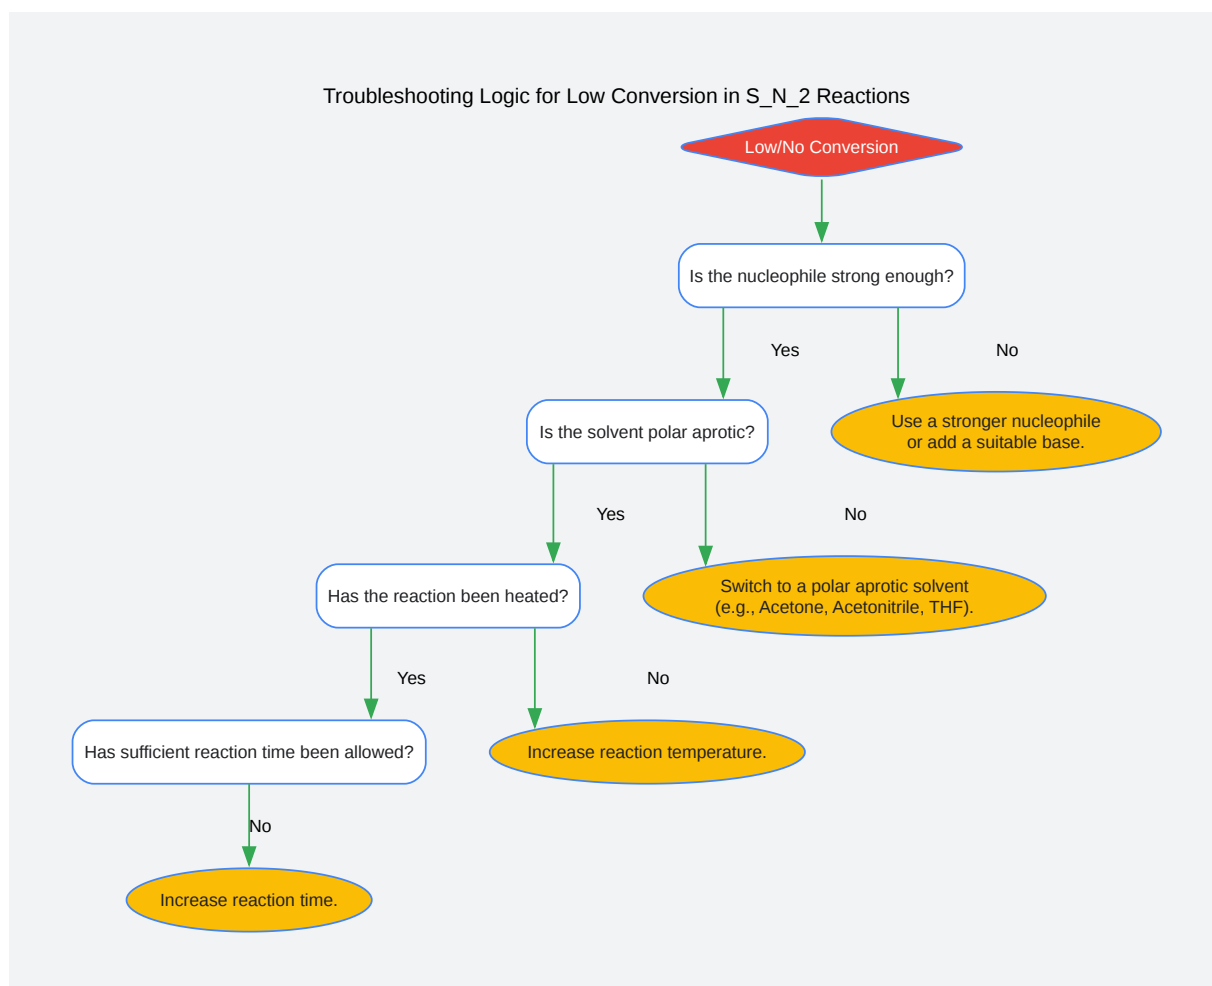 Troubleshooting Logic for Low Conversion in S_N_2 Reactions
Low/No Conversion
Is the nucleophile strong enough?
Yes
No
Use a stronger nucleophile
or add a suitable base.
Is the solvent polar aprotic?
Yes
No
Switch to a polar aprotic solvent
(e.g., Acetone, Acetonitrile, THF).
Has the reaction been heated?
Yes
No
Increase reaction temperature.
Has sufficient reaction time been allowed?
No
Increase reaction time.